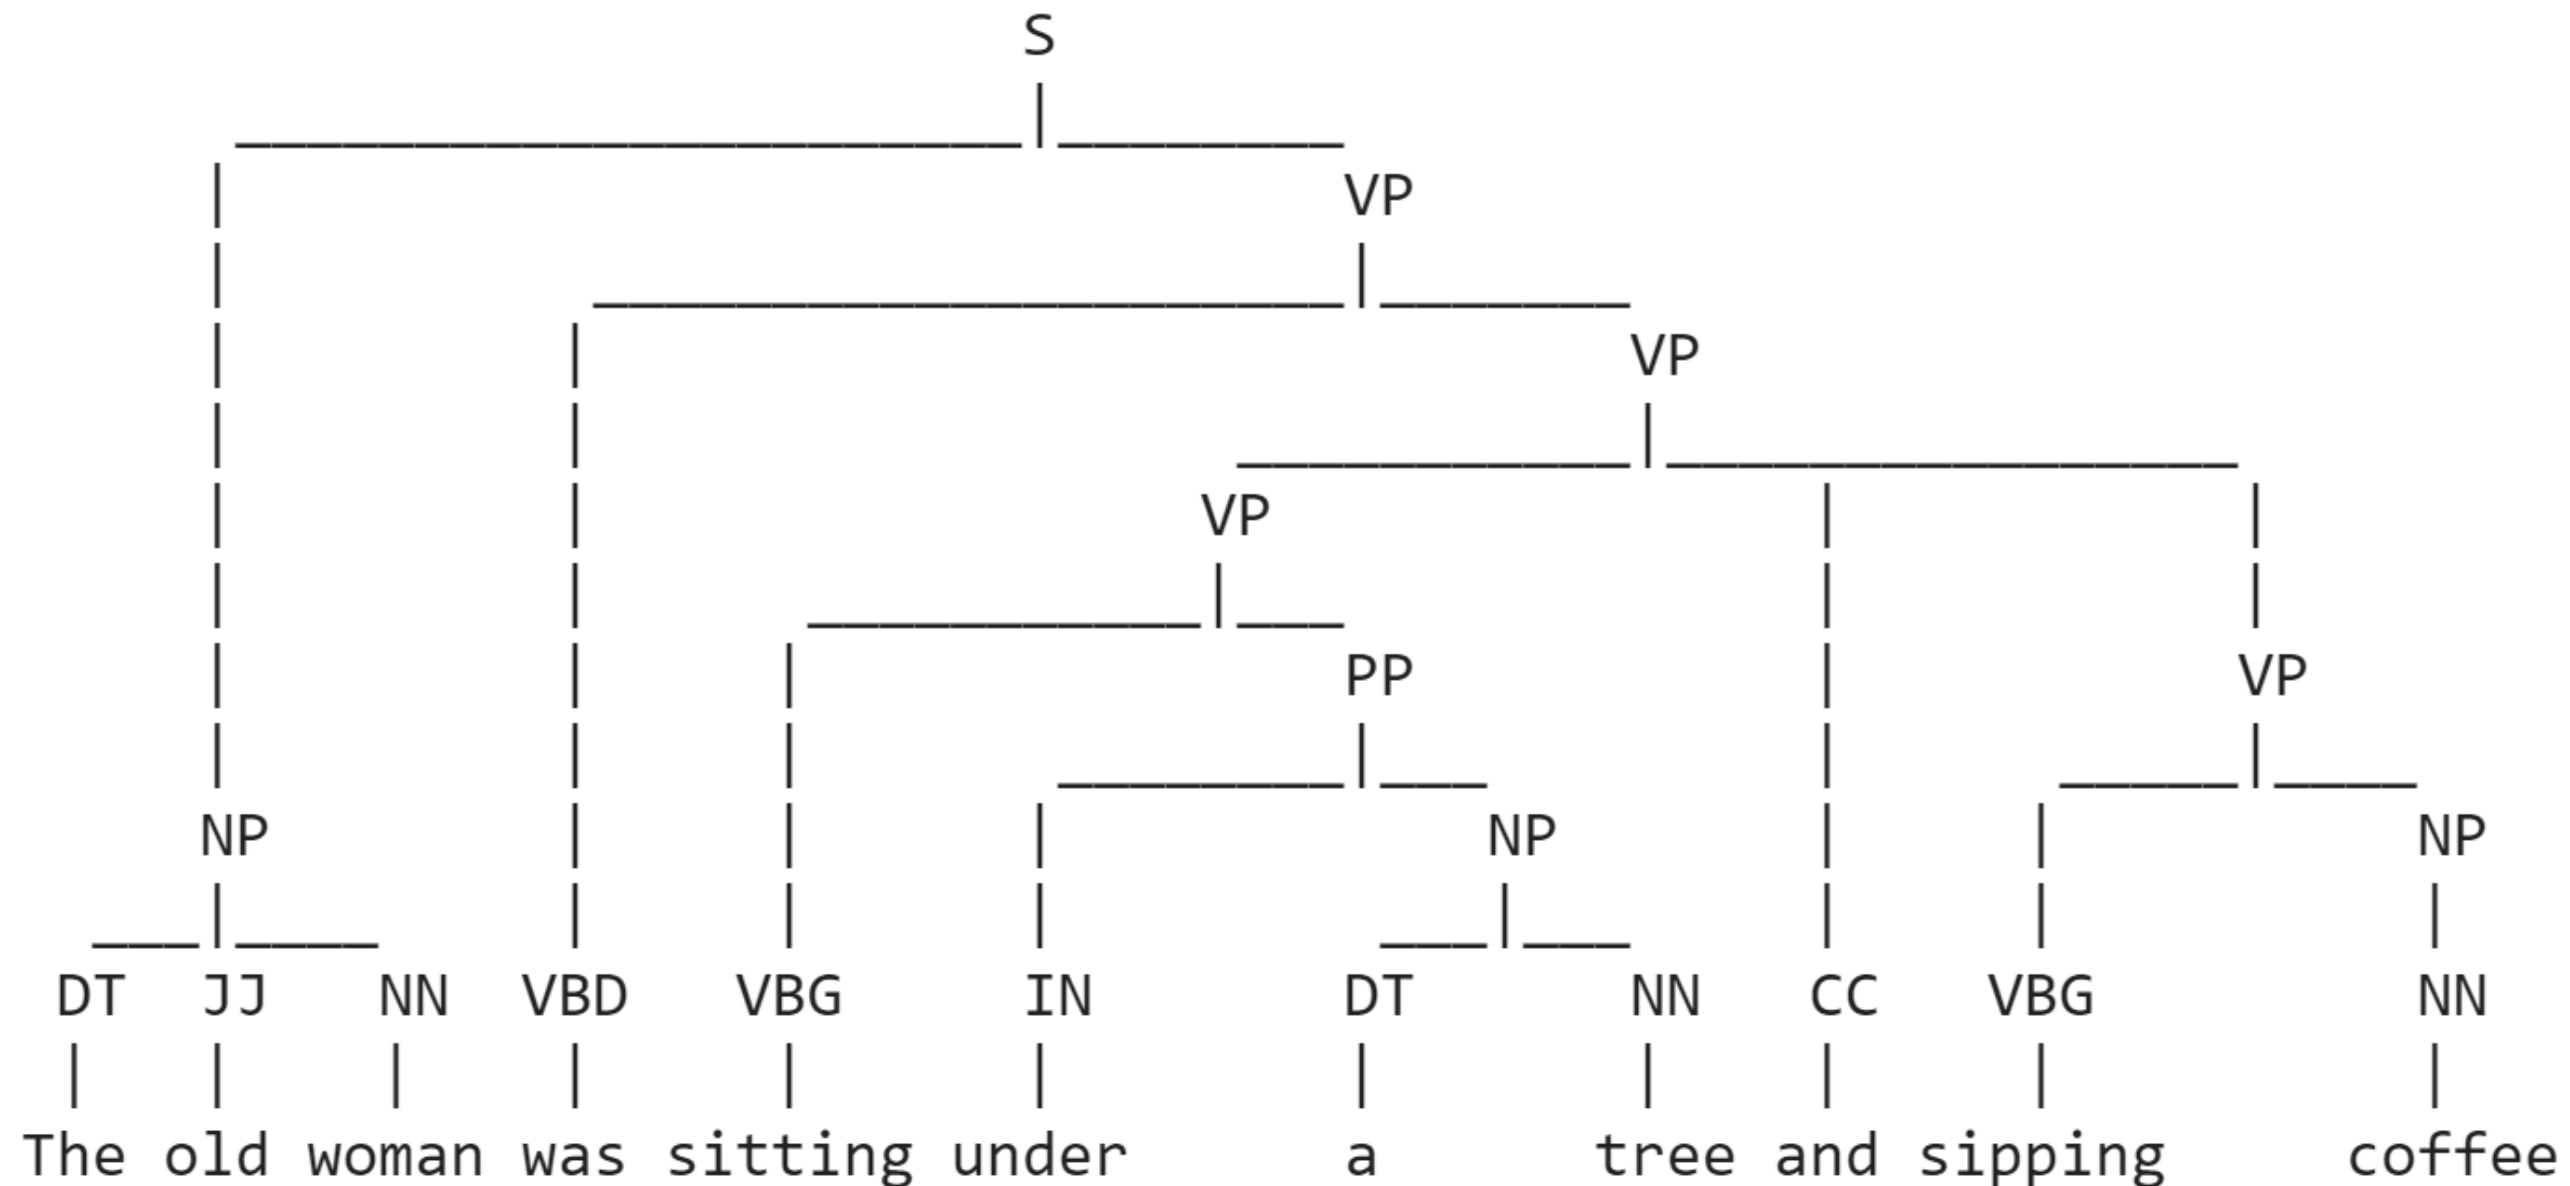 S
VP
VP
VP
PP VP
NP NP NP
DT JJ NN VBD VBG IN DT NN CC VBG NN
The old woman was sitting under a tree and sipping coffee